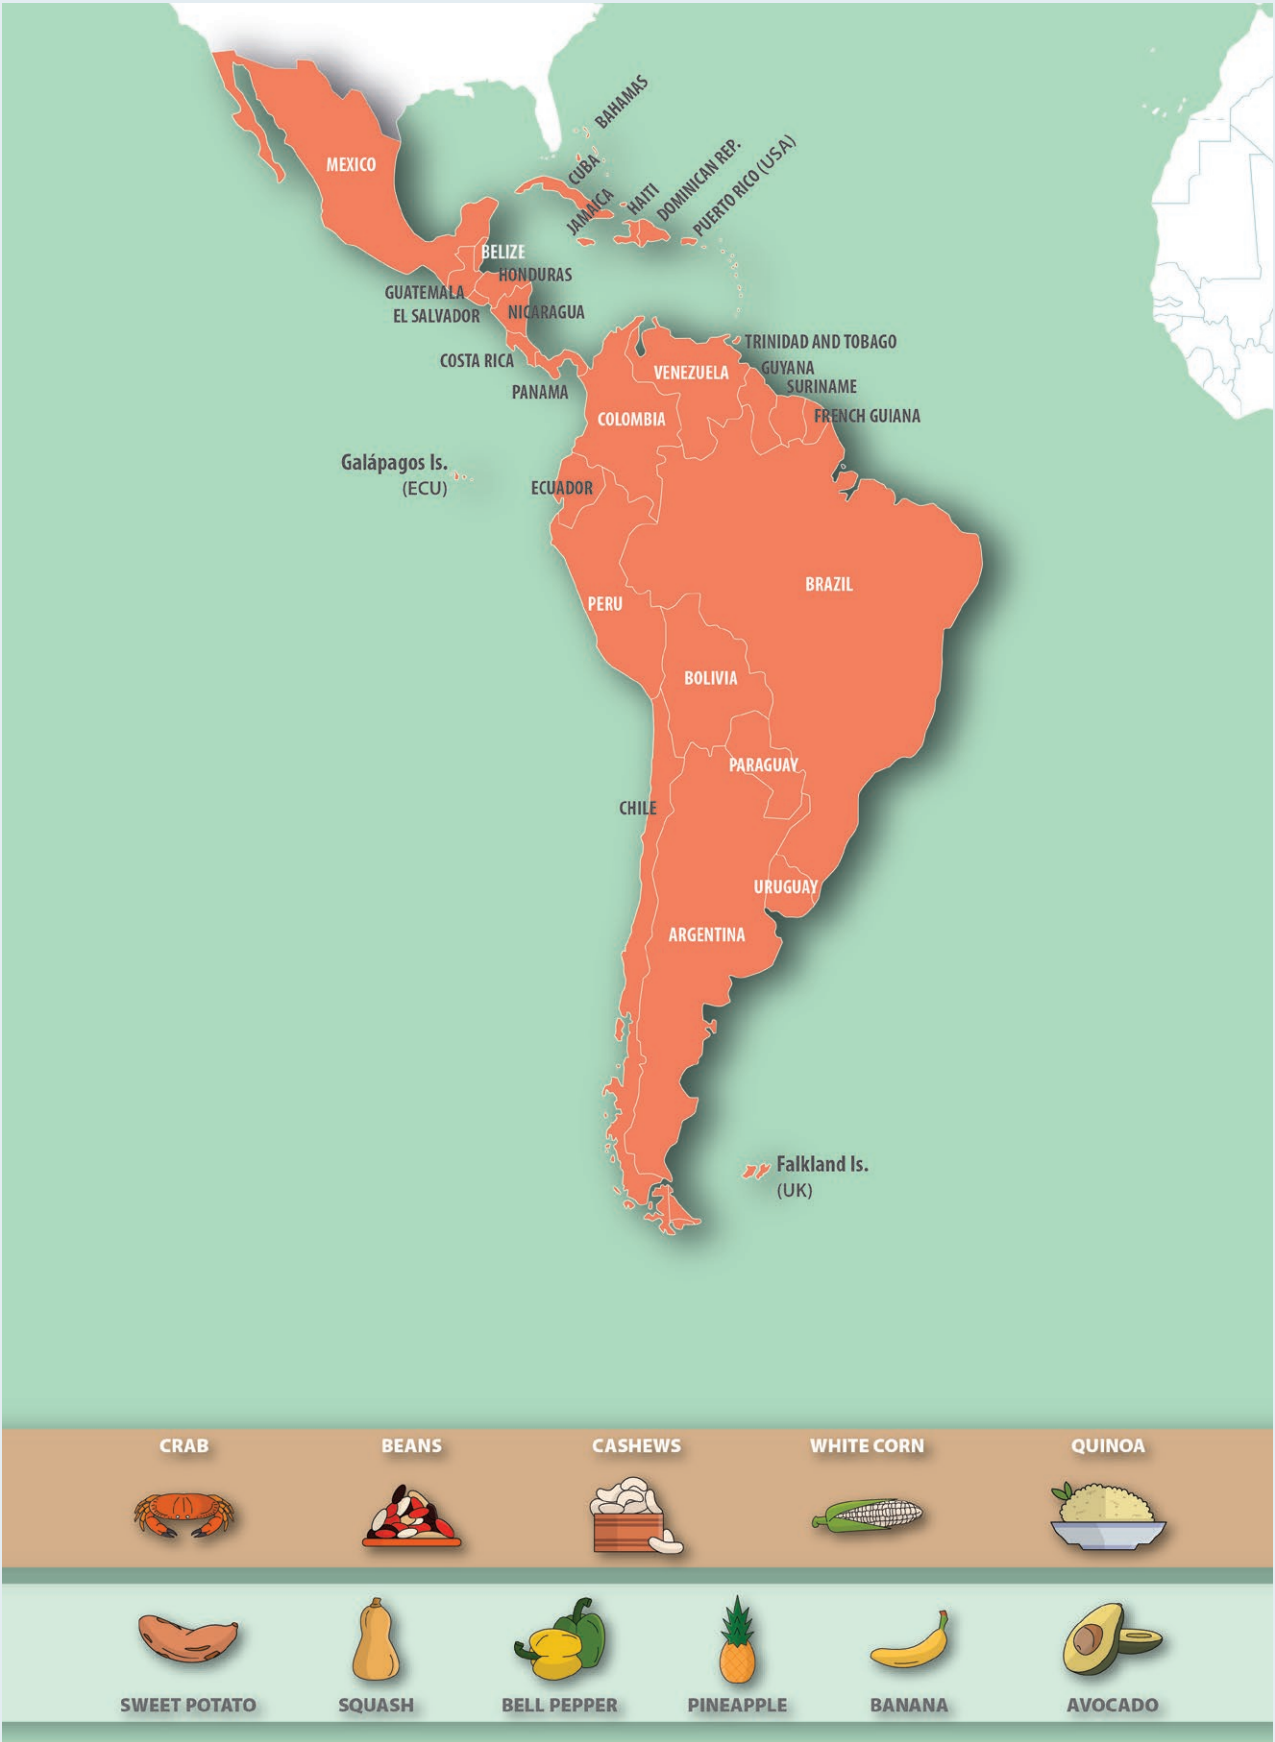 BAHAMAS
MEXICO
CUBA
JAMAICA
HAITI
DOMINICAN REP.
PUERTO RICO (USA)
BELIZE
HONDURAS
GUATEMALA
EL SALVADOR
NICARAGUA
COSTA RICA
PANAMA
TRINIDAD AND TOBAGO
VENEZUELA
GUYANA
SURINAME
FRENCH GUIANA
COLOMBIA
Galápagos Is.
(ECU)
ECUADOR
BRAZIL
PERU
BOLIVIA
PARAGUAY
CHILE
URUGUAY
ARGENTINA
Falkland Is.
(UK)
CRAB BEANS CASHEWS WHITE CORN QUINOA
SWEET POTATO SQUASH BELL PEPPER PINEAPPLE BANANA AVOCADO